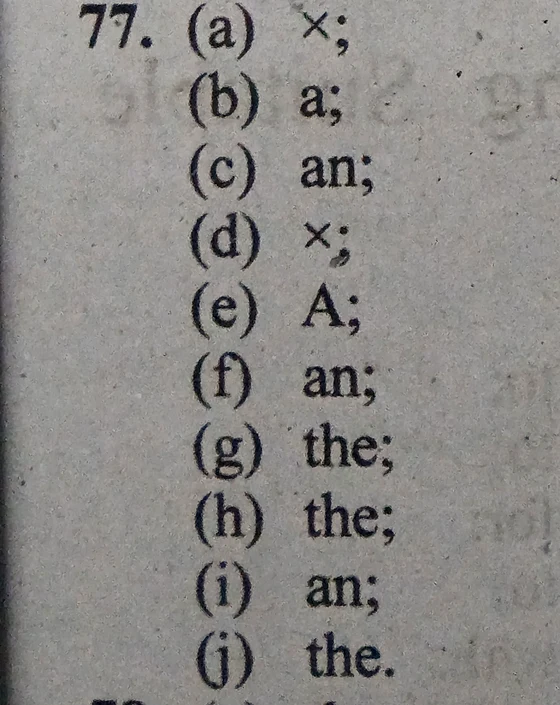 77. (a) ×;
(b) a;
(c) an;
(d) ×;
(e) A;
(f) an;
(g) the;
(h) the;
(i) an;
(j) the.